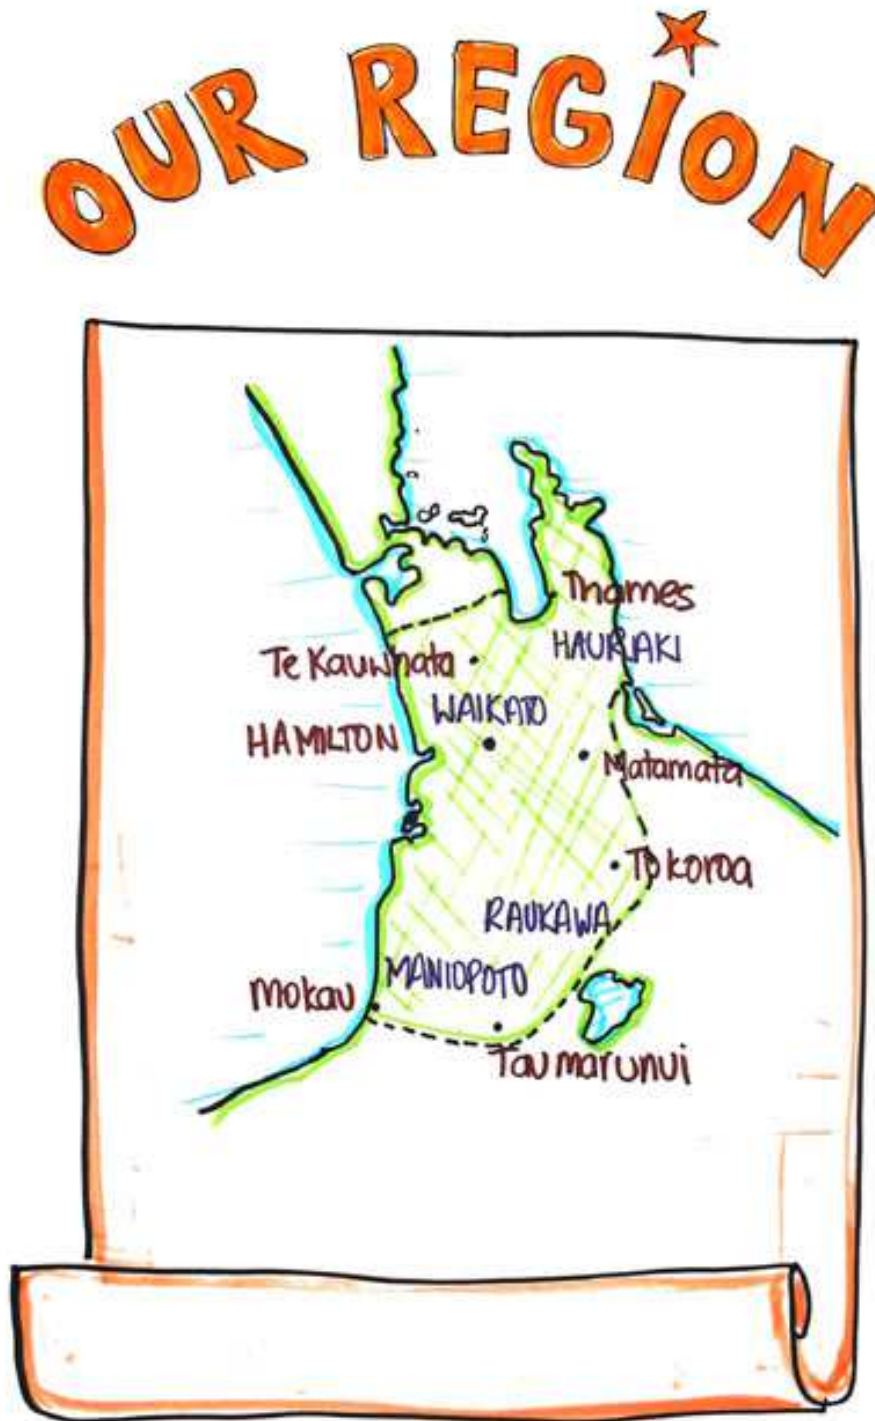 OUR REGION
Thames
HAURAKI
Te Kauwhata
WAIKATO
HAMILTON
Matamata
Tokoroa
RAUKAWA
MANIOPOTO
Mokau
Taumarunui